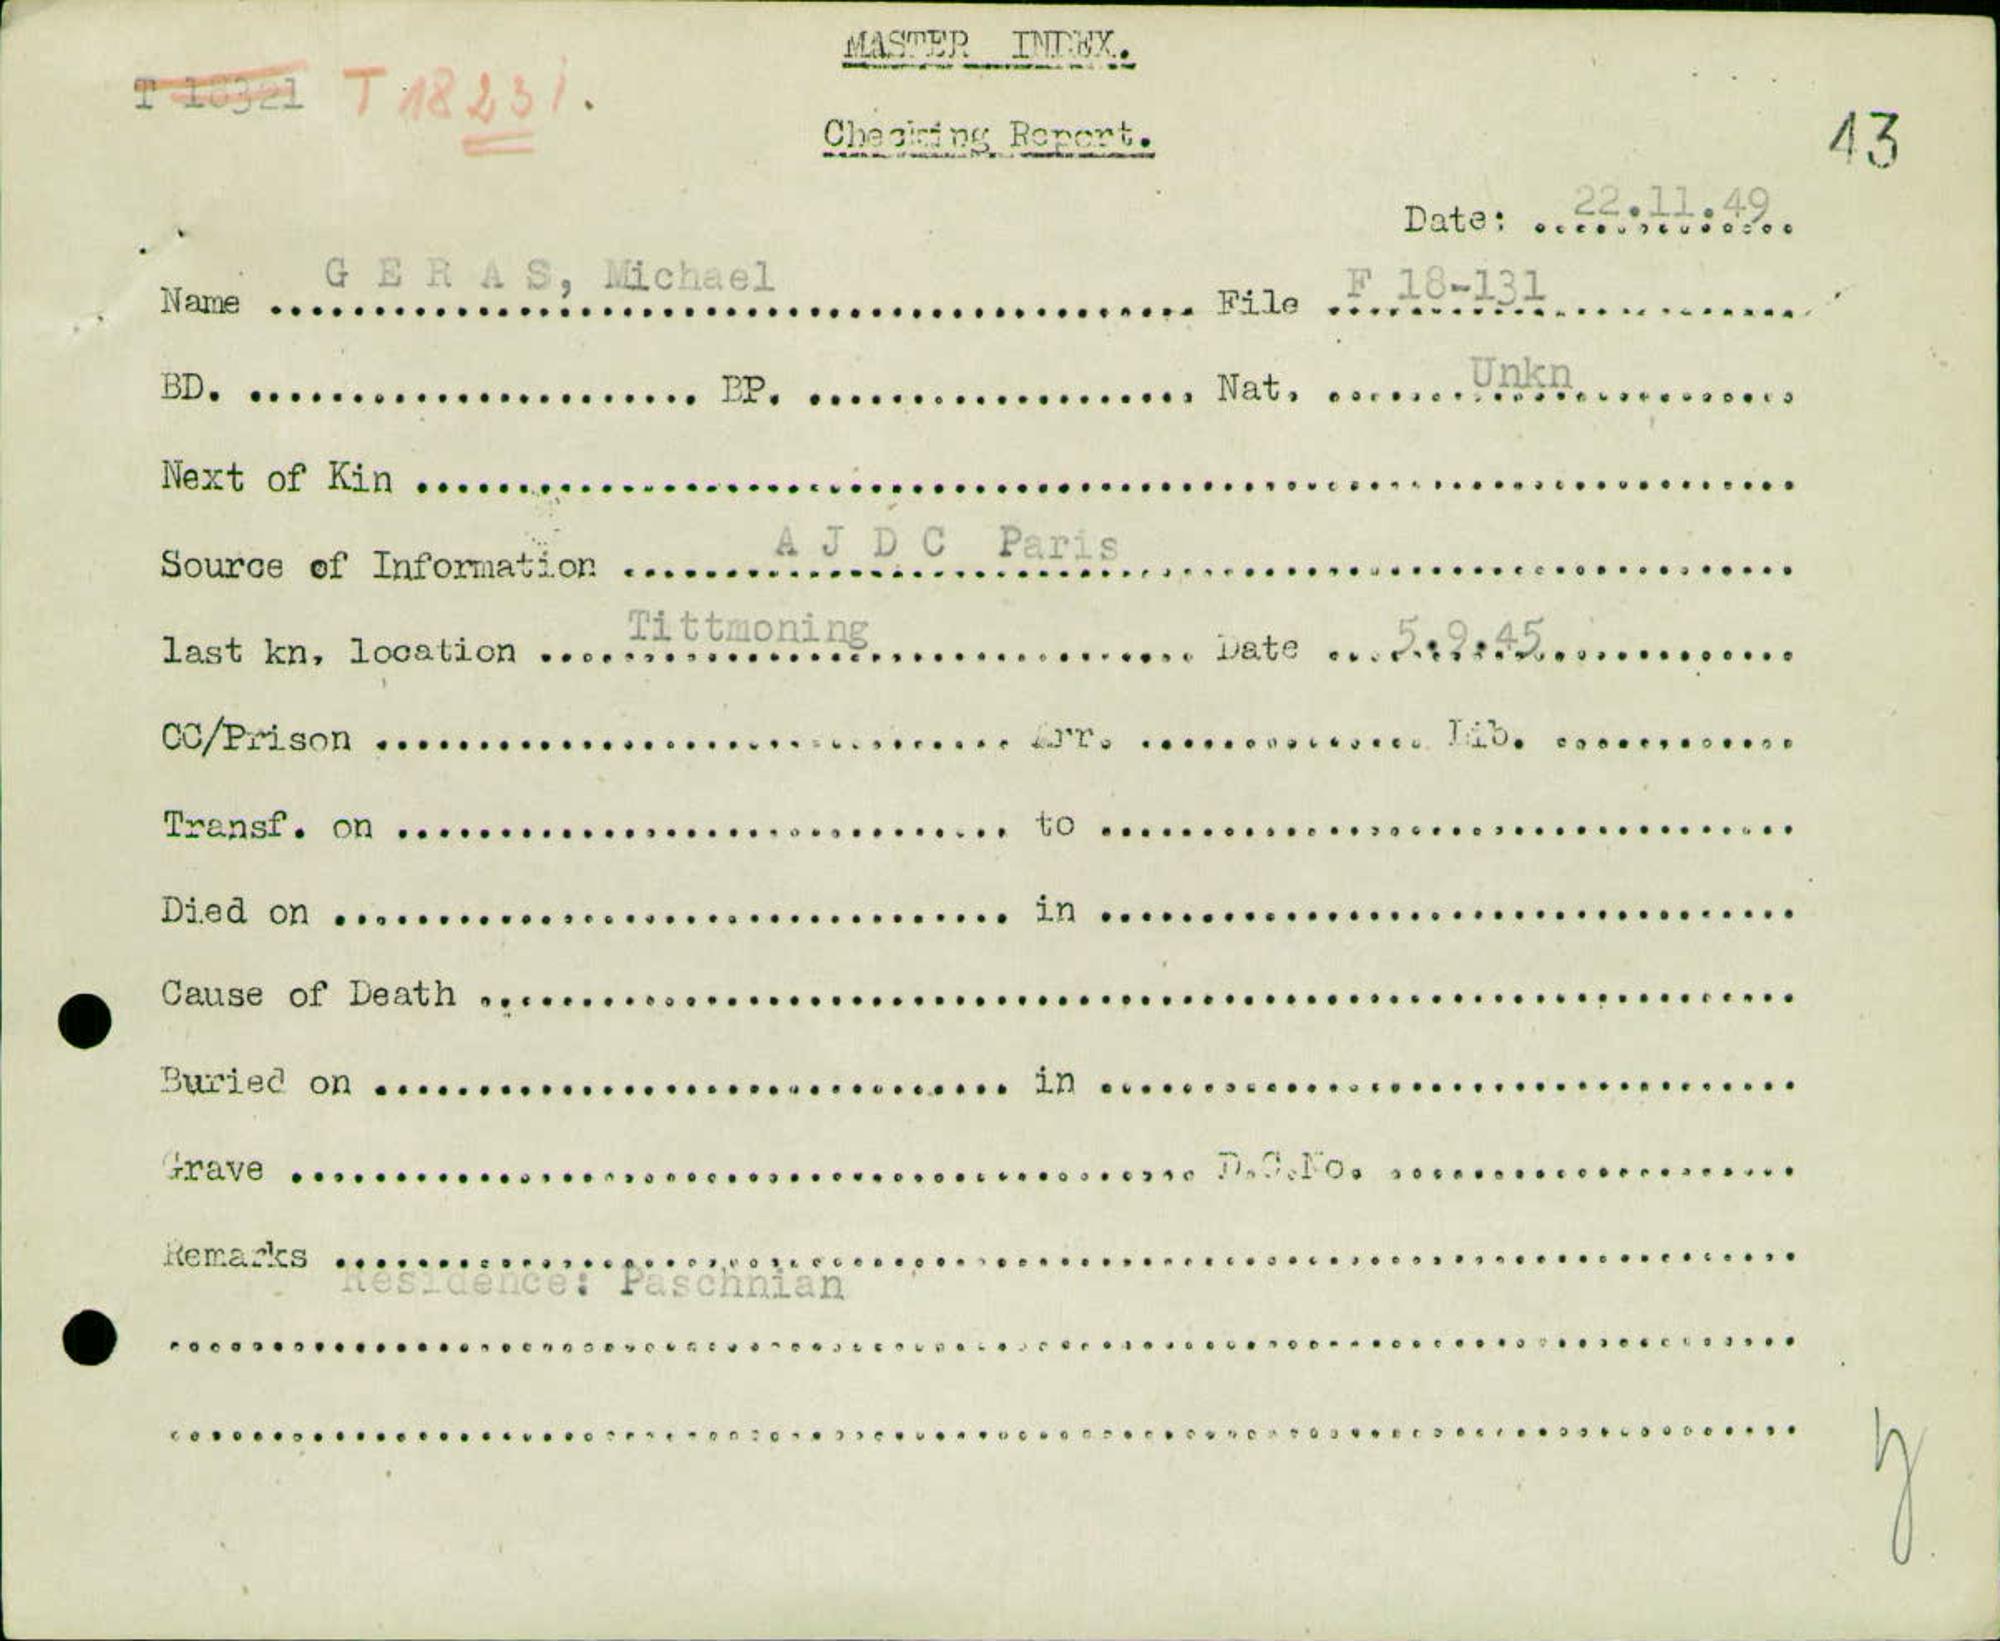 MASTER INDEX.
T 18321 T 18231.
Checking Report.
13
Date: 22.11.49
Name G E R A S, Michael File F 18-131
BD. BP. Nat. Unkn
Next of Kin
Source of Information A J D C Paris
last kn. location Tittmoning Date 5.9.45
CC/Prison Arr. Lib.
Transf. on to
Died on in
Cause of Death
Buried on in
Grave D.C.No.
Remarks
Residence: Paschnian